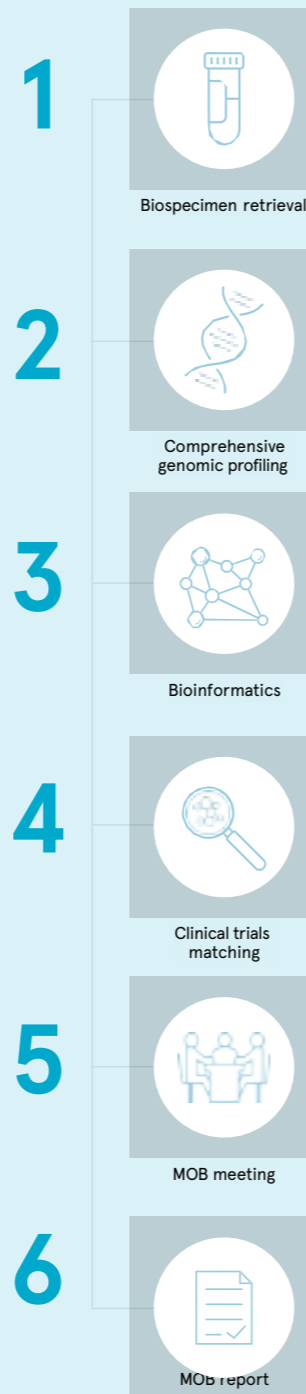 1
Biospecimen retrieval
2
Comprehensive
genomic profiling
3
Bioinformatics
4
Clinical trials
matching
5
MOB meeting
6
MOB report